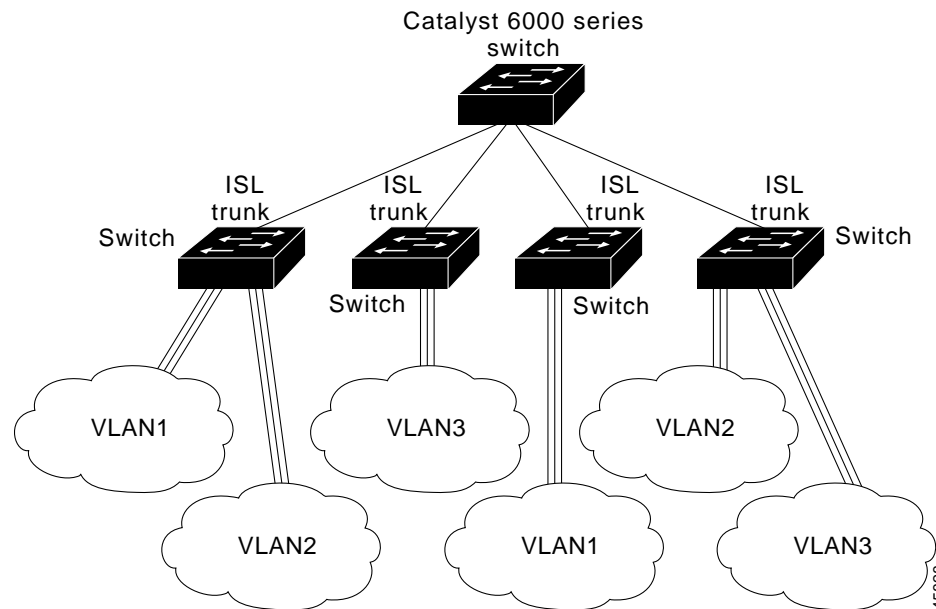 Catalyst 6000 series
switch
ISL
trunk
ISL
trunk
ISL
trunk
ISL
trunk
Switch
Switch
Switch
Switch
VLAN1
VLAN3
VLAN2
VLAN2
VLAN1
VLAN3